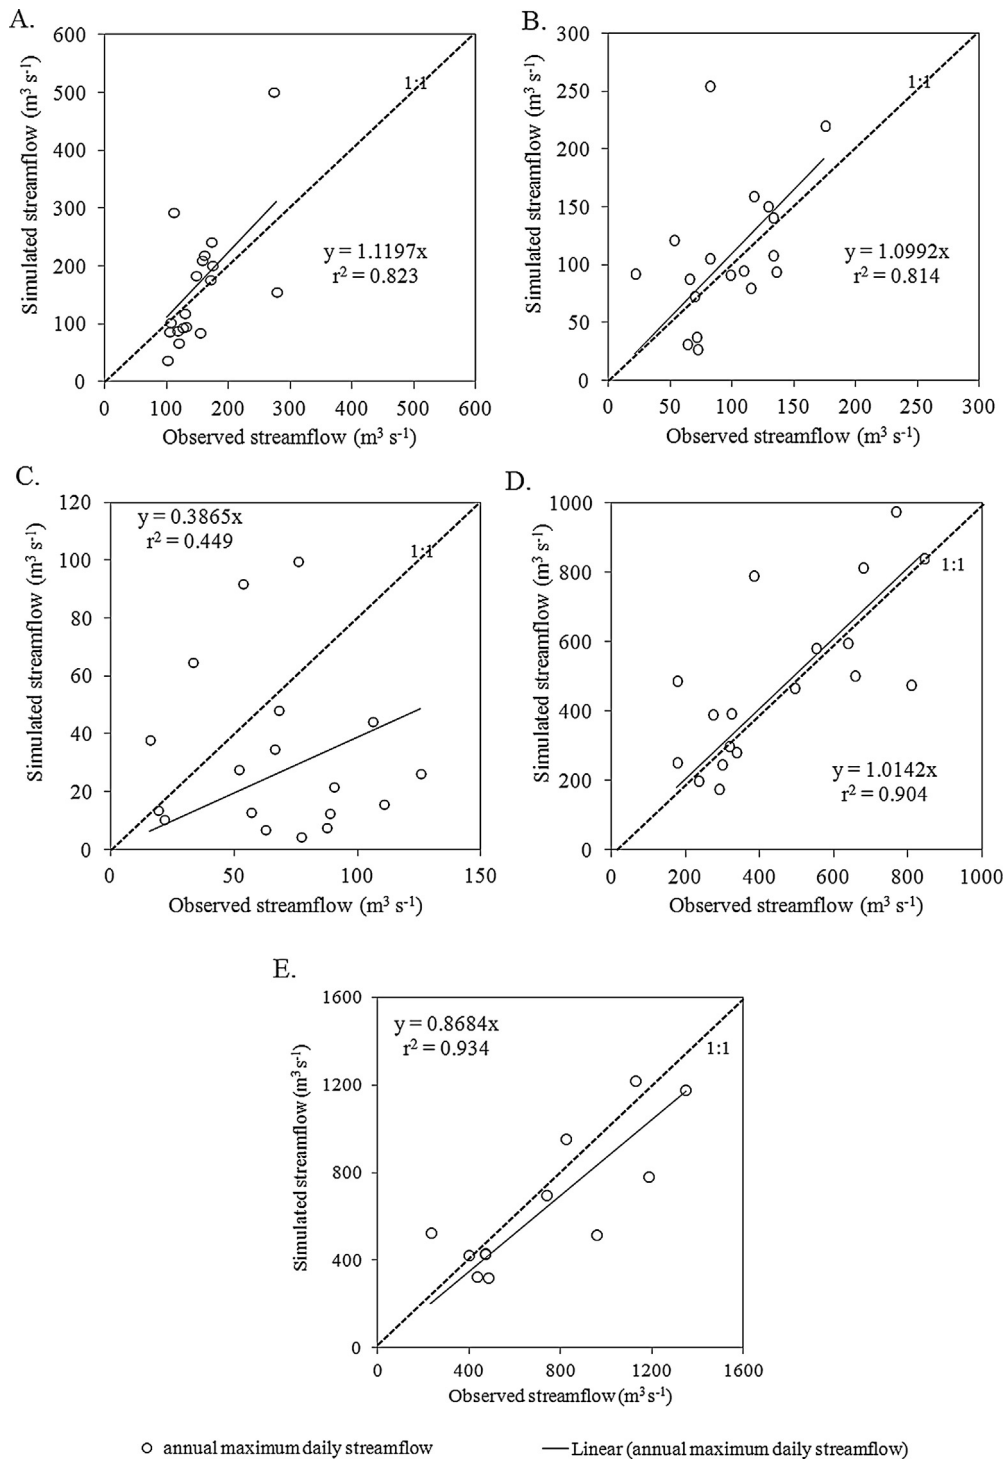 A.
600
500
400
300
200
100
0
Simulated streamflow (m³ s⁻¹)
1:1
y = 1.1197x
r² = 0.823
0 100 200 300 400 500 600
Observed streamflow (m³ s⁻¹)
B.
300
250
200
150
100
50
0
Simulated streamflow (m³ s⁻¹)
1:1
y = 1.0992x
r² = 0.814
0 50 100 150 200 250 300
Observed streamflow (m³ s⁻¹)
C.
120
100
80
60
40
20
0
Simulated streamflow (m³ s⁻¹)
y = 0.3865x
r² = 0.449
1:1
0 50 100 150
Observed streamflow (m³ s⁻¹)
D.
1000
800
600
400
200
0
Simulated streamflow (m³ s⁻¹)
1:1
y = 1.0142x
r² = 0.904
0 200 400 600 800 1000
Observed streamflow (m³ s⁻¹)
E.
1600
1200
800
400
0
Simulated streamflow (m³ s⁻¹)
y = 0.8684x
r² = 0.934
1:1
0 400 800 1200 1600
Observed streamflow (m³ s⁻¹)
annual maximum daily streamflow
Linear (annual maximum daily streamflow)